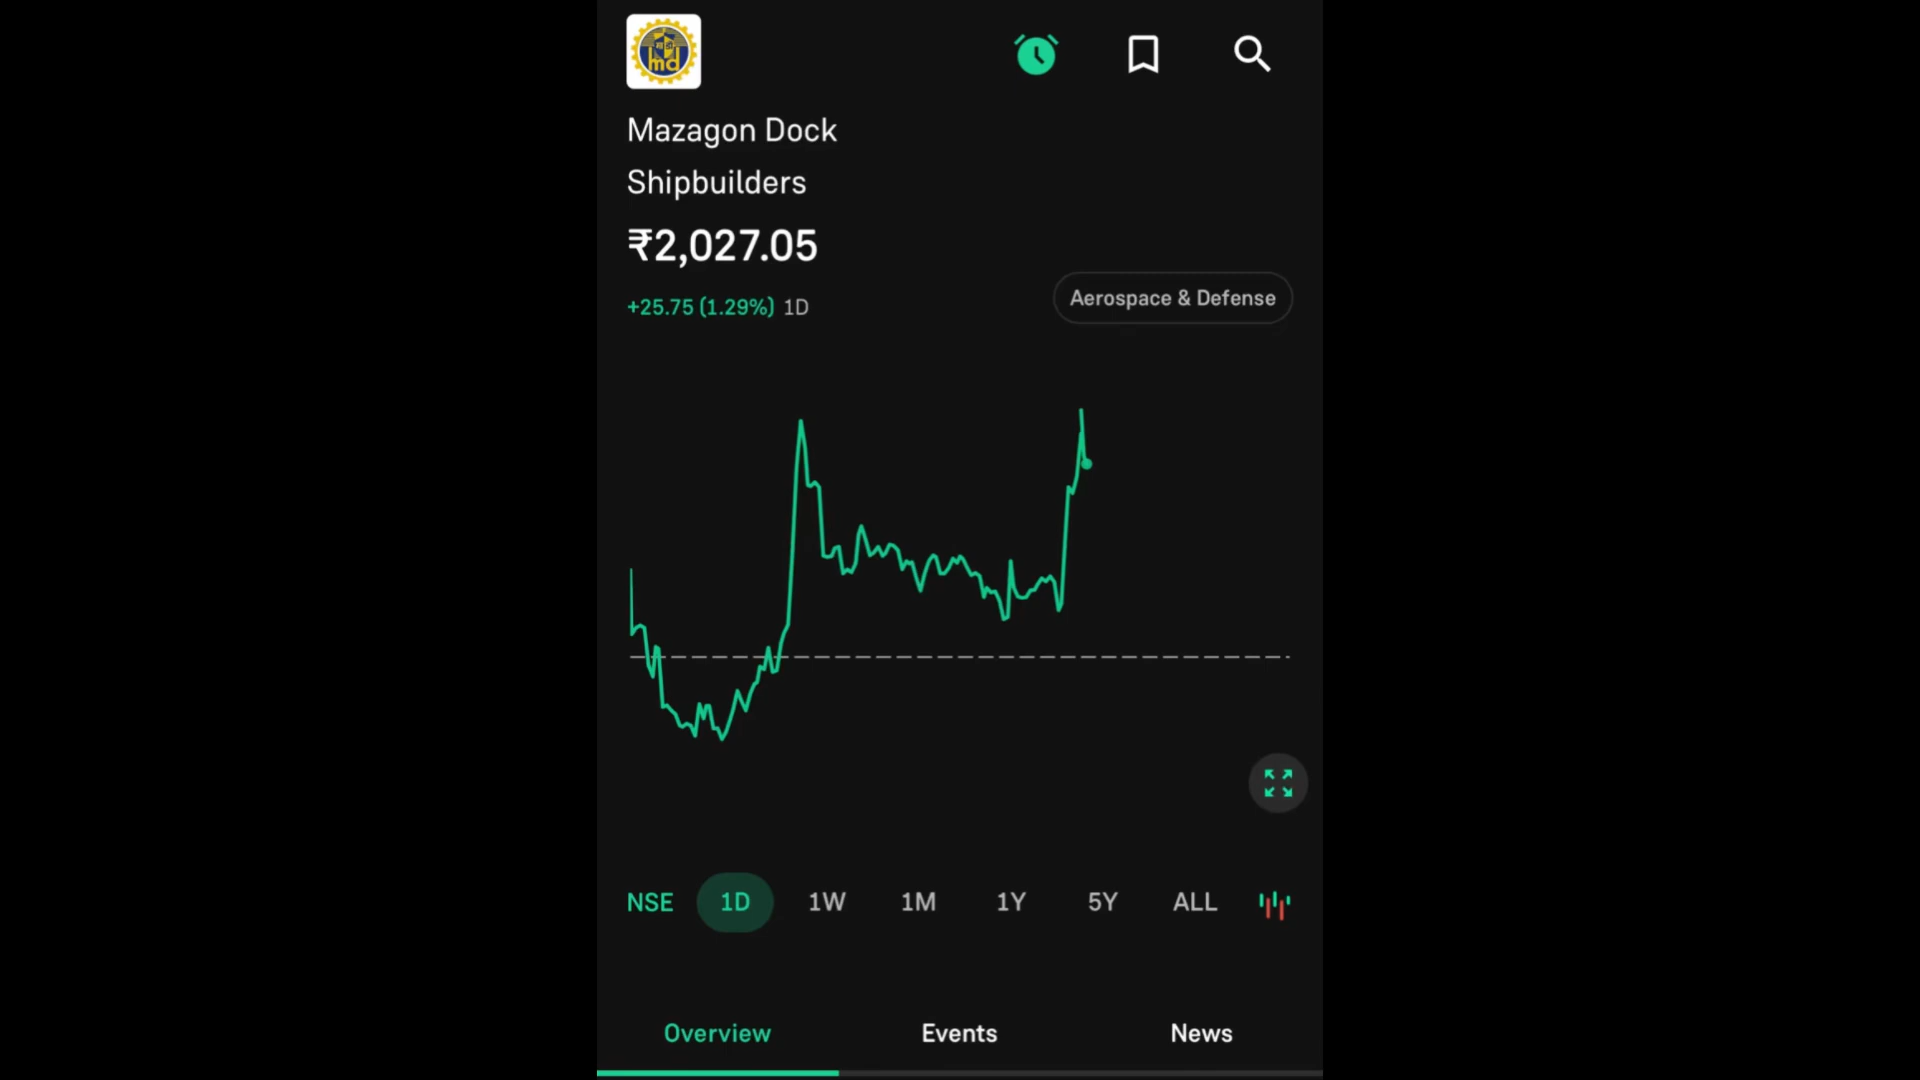 md
Mazagon Dock
Shipbuilders
₹2,027.05
+25.75 (1.29%) 1D
Aerospace & Defense
NSE 1D 1W 1M 1Y 5Y ALL
Overview Events News